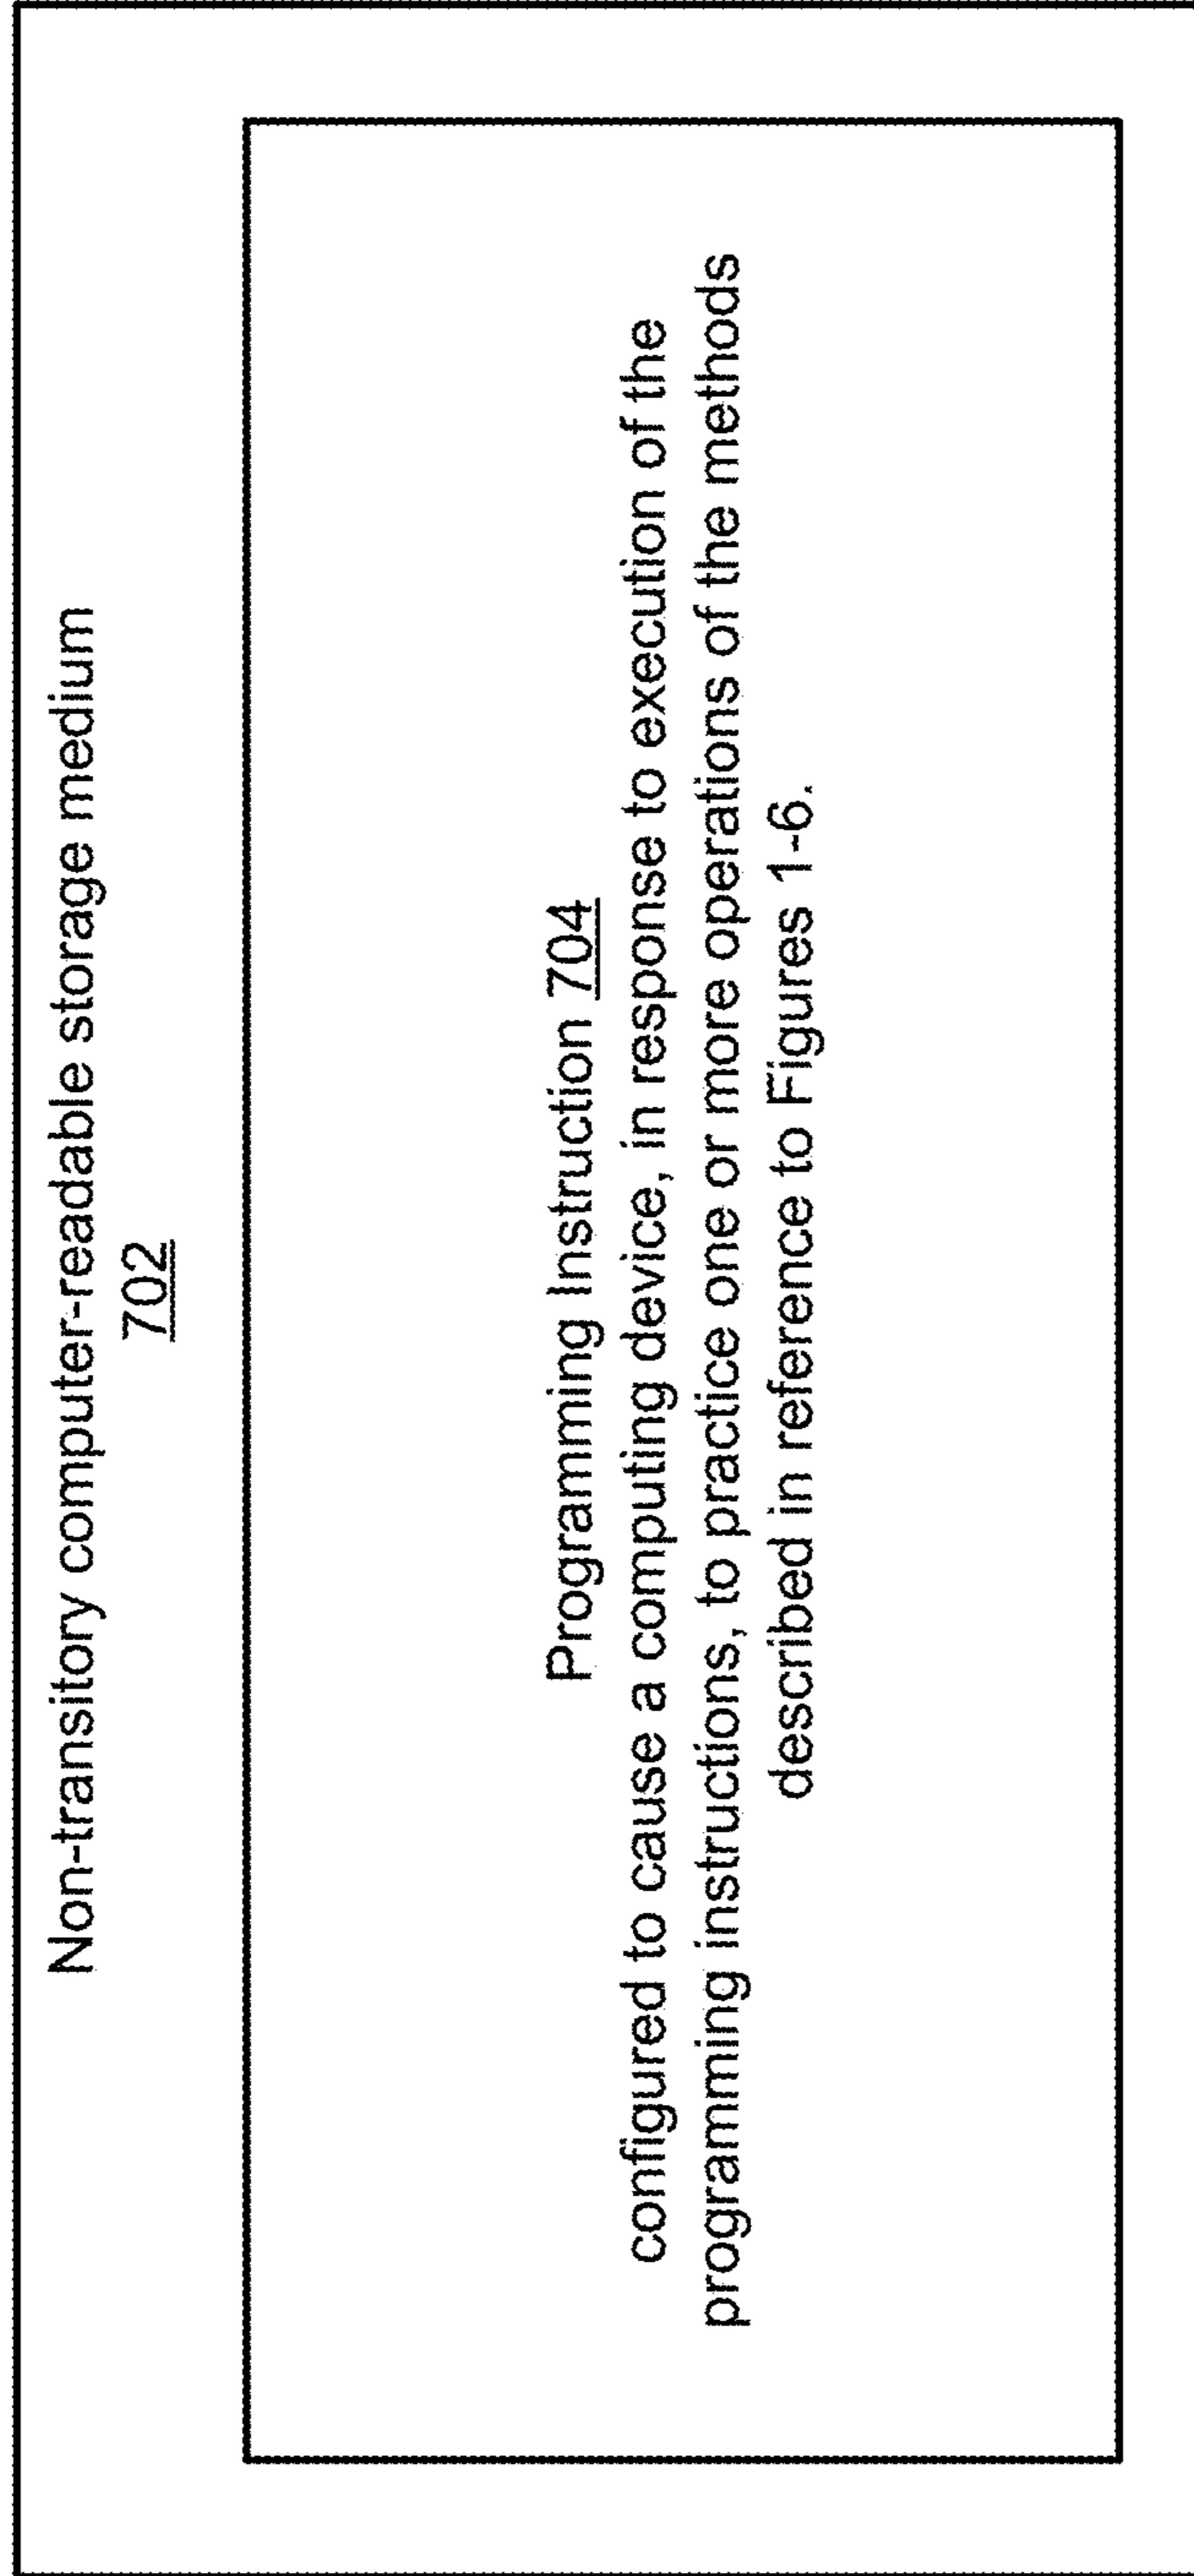 Non-transitory computer-readable storage medium
702
Programming Instruction 704
configured to cause a computing device, in response to execution of the
programming instructions, to practice one or more operations of the methods
described in reference to Figures 1-6.